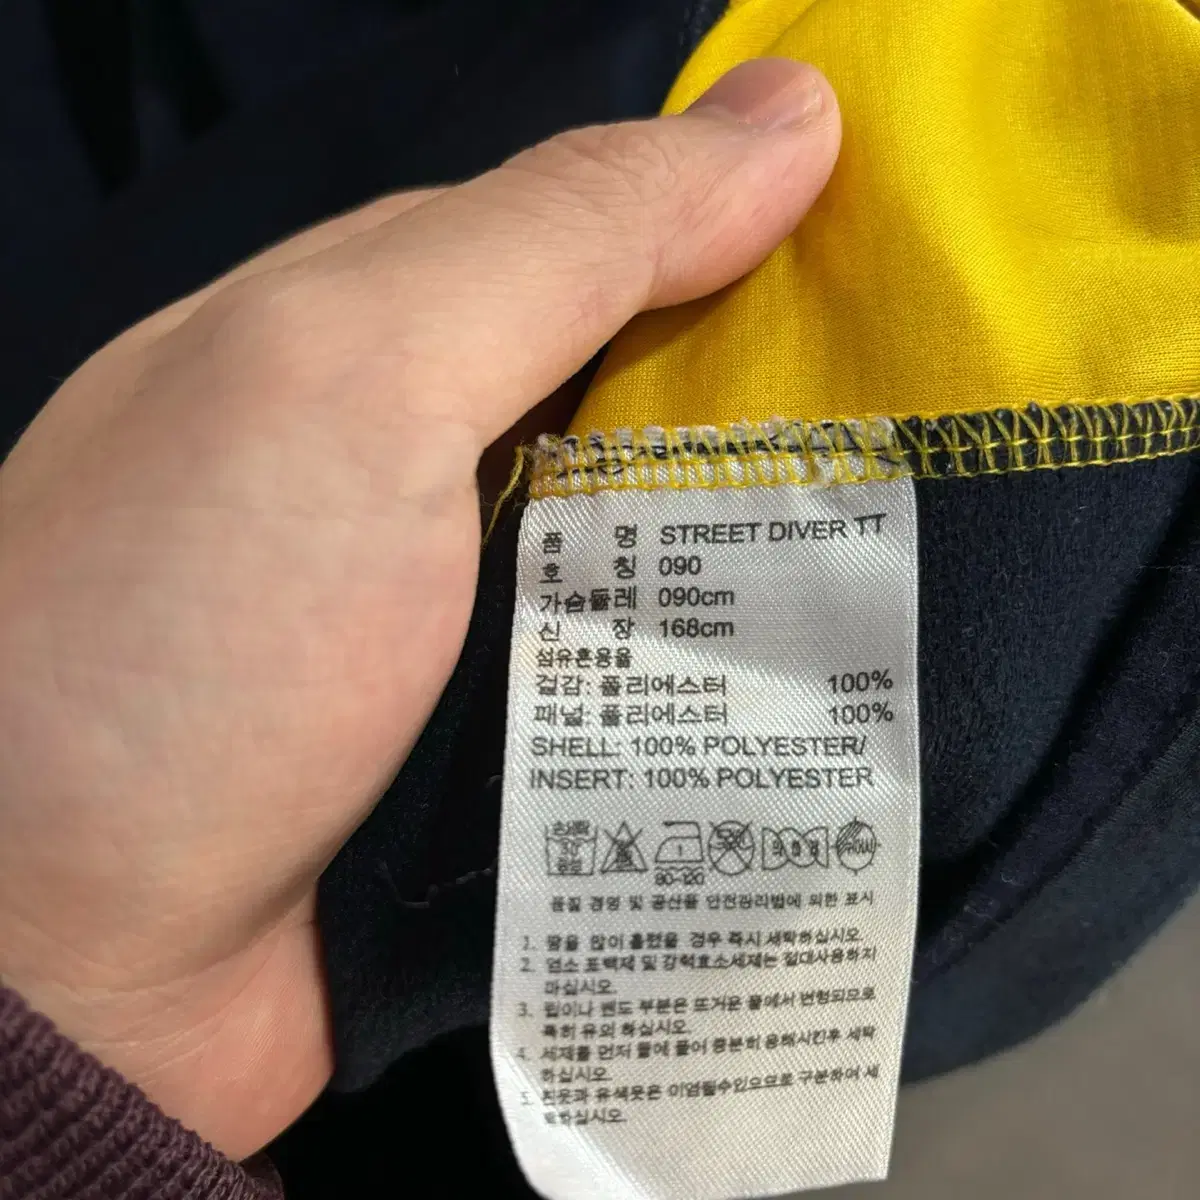 품 명 STREET DIVER TT
호 칭 090
가슴둘레 090cm
신 장 168cm
섬유혼용율
겉감: 폴리에스터 100%
패널: 폴리에스터 100%
SHELL: 100% POLYESTER/
INSERT: 100% POLYESTER
30
1
80-120
품질 경영 및 공산품 안전관리법에 의한 표시
1. 땀을 많이 흘렸을 경우 즉시 세탁하십시오.
2. 염소 표백제 및 강력효소세제는 절대사용하지
마십시오.
3. 립이나 밴드 부분은 뜨거운 물에서 변형되므로
특히 유의 하십시오.
4. 세제를 먼저 물에 풀어 충분히 용해시킨후 세탁
하십시오.
5. 흰옷과 유색옷은 이염될수있으므로 구분하여 세
탁하십시오.